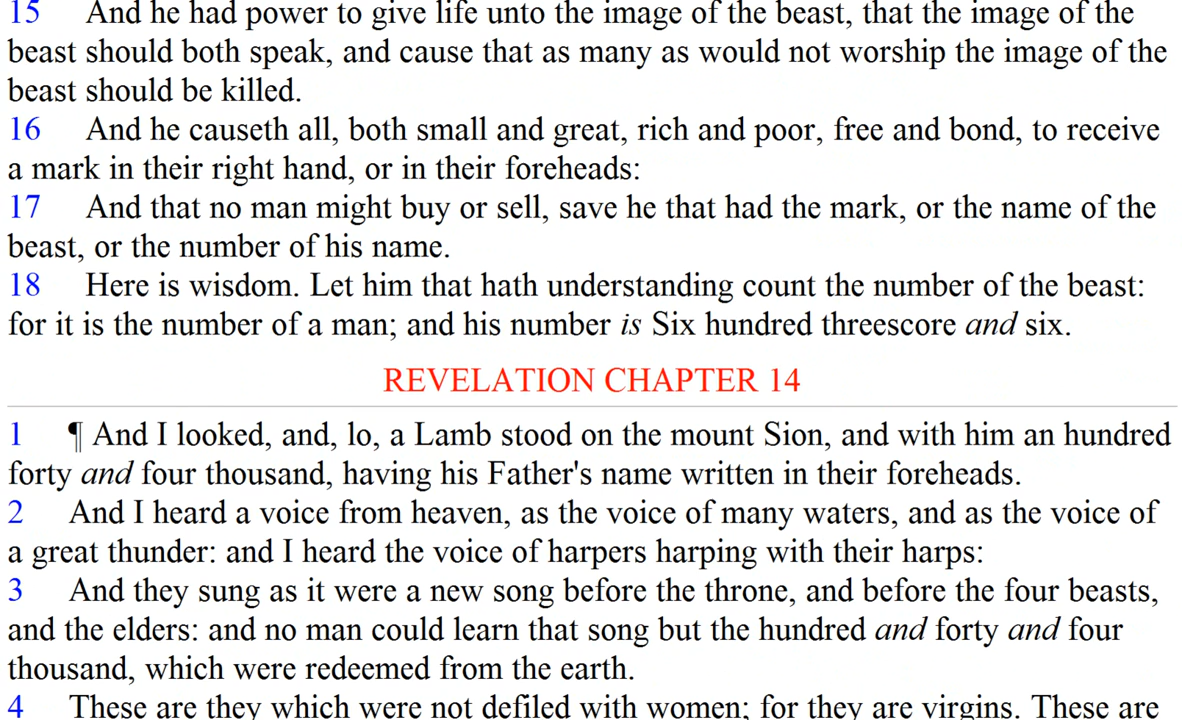 15 And he had power to give life unto the image of the beast, that the image of the
beast should both speak, and cause that as many as would not worship the image of the
beast should be killed.
16 And he causeth all, both small and great, rich and poor, free and bond, to receive
a mark in their right hand, or in their foreheads:
17 And that no man might buy or sell, save he that had the mark, or the name of the
beast, or the number of his name.
18 Here is wisdom. Let him that hath understanding count the number of the beast:
for it is the number of a man; and his number is Six hundred threescore and six.
REVELATION CHAPTER 14
1 ¶ And I looked, and, lo, a Lamb stood on the mount Sion, and with him an hundred
forty and four thousand, having his Father's name written in their foreheads.
2 And I heard a voice from heaven, as the voice of many waters, and as the voice of
a great thunder: and I heard the voice of harpers harping with their harps:
3 And they sung as it were a new song before the throne, and before the four beasts,
and the elders: and no man could learn that song but the hundred and forty and four
thousand, which were redeemed from the earth.
4 These are they which were not defiled with women; for they are virgins. These are